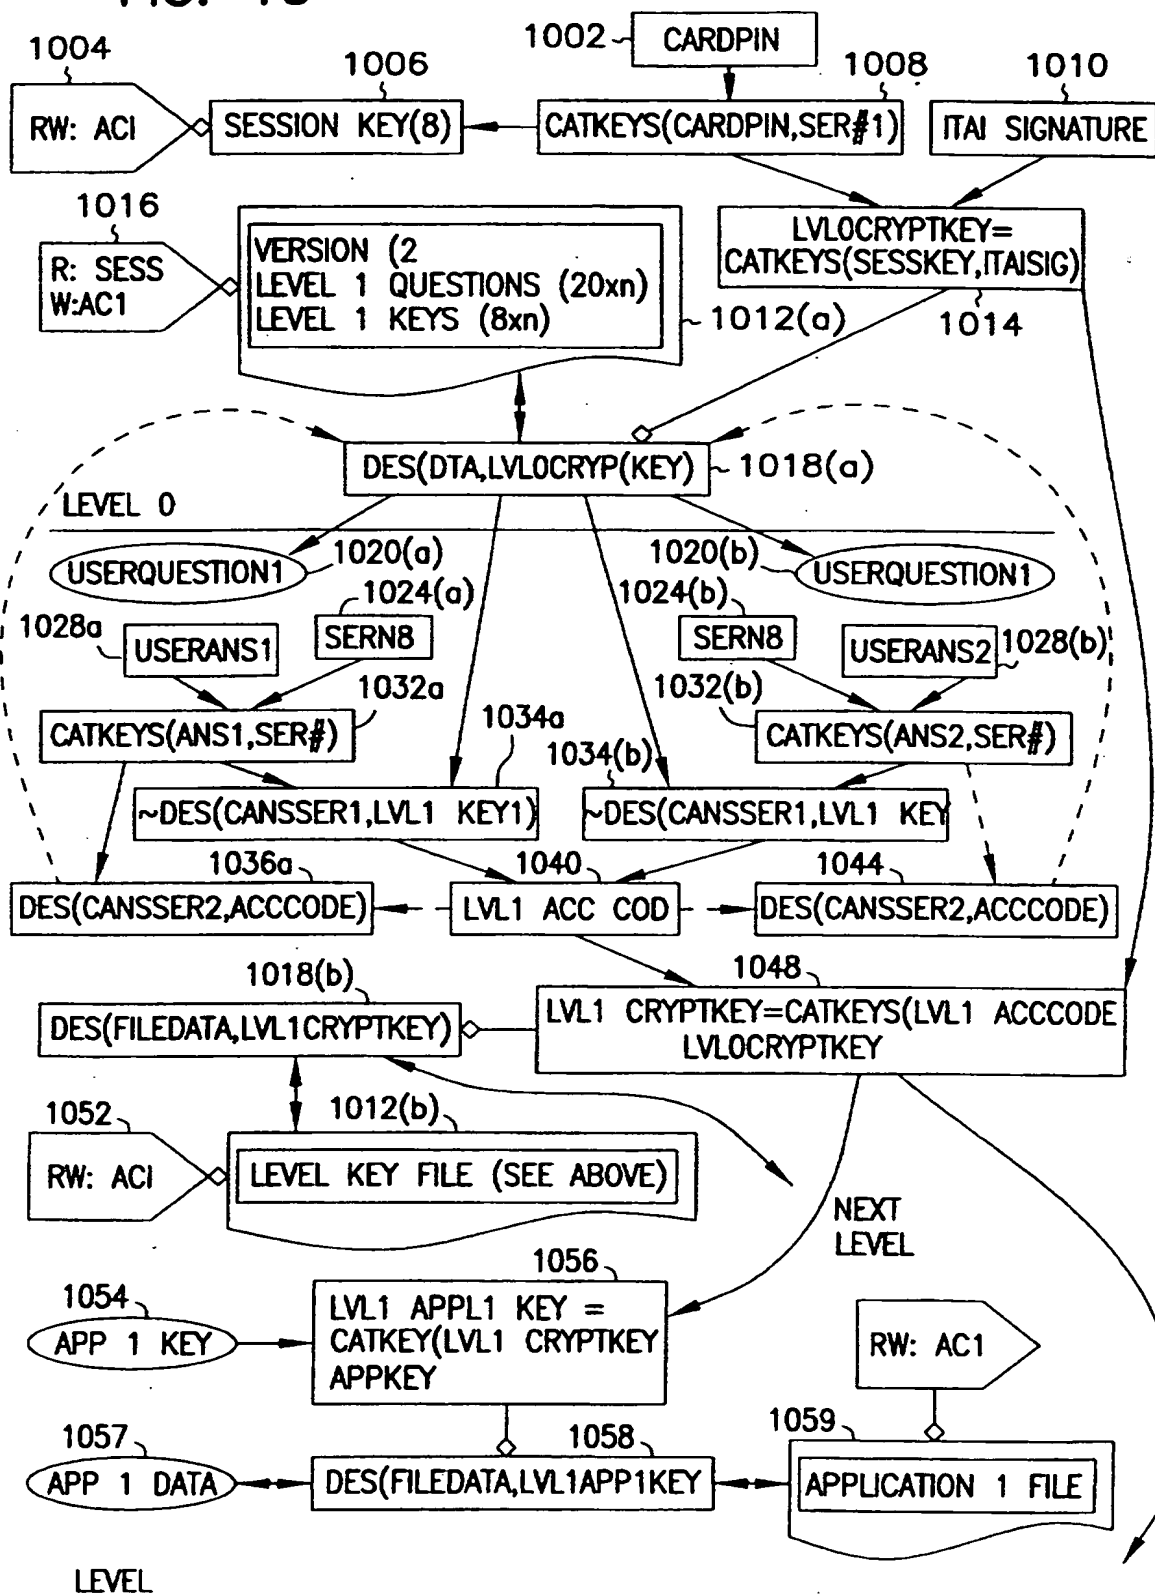 1002
CARDPIN
1004
1006
1008
1010
RW: ACI
SESSION KEY(8)
CATKEYS(CARDPIN,SER#1)
ITAI SIGNATURE
1016
R: SESS
W:AC1
VERSION (2
LEVEL 1 QUESTIONS (20xn)
LEVEL 1 KEYS (8xn)
1012(a)
LVLOCRYPTKEY=
CATKEYS(SESSKEY,ITAISIG)
1014
DES(DTA,LVLOCRYP(KEY)
1018(a)
LEVEL 0
USERQUESTION1
1020(a)
1020(b)
USERQUESTION1
1024(a)
1024(b)
1028a
USERANS1
SERN8
SERN8
USERANS2
1028(b)
1032a
1032(b)
CATKEYS(ANS1,SER#)
CATKEYS(ANS2,SER#)
1034a
1034(b)
~DES(CANSSER1,LVL1 KEY1)
~DES(CANSSER1,LVL1 KEY
1036a
1040
1044
DES(CANSSER2,ACCCODE)
LVL1 ACC COD
DES(CANSSER2,ACCCODE)
1018(b)
1048
DES(FILEDATA,LVL1CRYPTKEY)
LVL1 CRYPTKEY=CATKEYS(LVL1 ACCCODE
LVLOCRYPTKEY
1052
1012(b)
RW: ACI
LEVEL KEY FILE (SEE ABOVE)
NEXT
LEVEL
1054
1056
APP 1 KEY
LVL1 APPL1 KEY =
CATKEY(LVL1 CRYPTKEY
APPKEY
RW: AC1
1057
1058
1059
APP 1 DATA
DES(FILEDATA,LVL1APP1KEY
APPLICATION 1 FILE
LEVEL